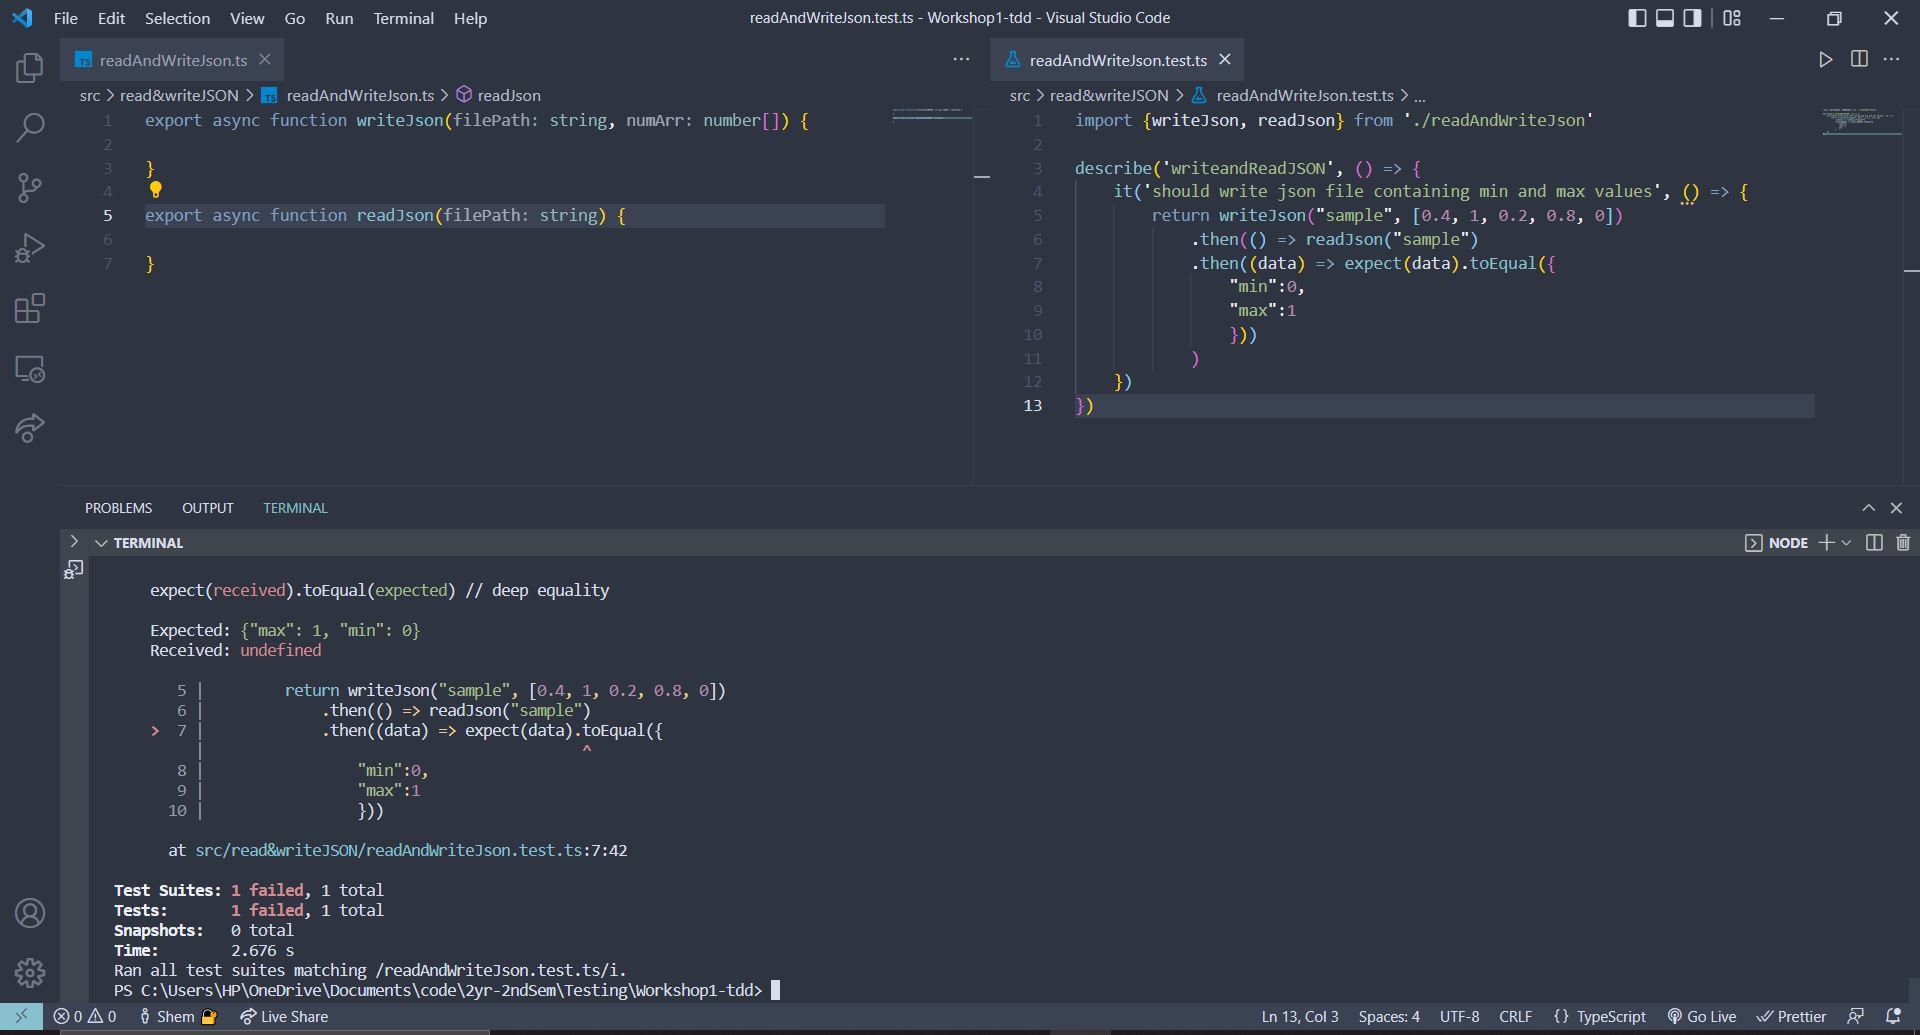 File Edit Selection View Go Run Terminal Help
readAndWriteJson.test.ts - Workshop1-tdd - Visual Studio Code
TS readAndWriteJson.ts
src > read&writeJSON > TS readAndWriteJson.ts > readJson
1 export async function writeJson(filePath: string, numArr: number[]) {
2
3 }
4
5 export async function readJson(filePath: string) {
6
7 }
readAndWriteJson.test.ts
src > read&writeJSON > readAndWriteJson.test.ts > ...
1 import {writeJson, readJson} from './readAndWriteJson'
2
3 describe('writeandReadJSON', () => {
4 it('should write json file containing min and max values', () => {
5 return writeJson("sample", [0.4, 1, 0.2, 0.8, 0])
6 .then(() => readJson("sample")
7 .then((data) => expect(data).toEqual({
8 "min":0,
9 "max":1
10 }))
11 )
12 })
13 })
PROBLEMS OUTPUT TERMINAL
TERMINAL
NODE
expect(received).toEqual(expected) // deep equality
Expected: {"max": 1, "min": 0}
Received: undefined
5 | return writeJson("sample", [0.4, 1, 0.2, 0.8, 0])
6 | .then(() => readJson("sample")
> 7 | .then((data) => expect(data).toEqual({
| ^
8 | "min":0,
9 | "max":1
10 | }))
at src/read&writeJSON/readAndWriteJson.test.ts:7:42
Test Suites: 1 failed, 1 total
Tests: 1 failed, 1 total
Snapshots: 0 total
Time: 2.676 s
Ran all test suites matching /readAndWriteJson.test.ts/i.
PS C:\Users\HP\OneDrive\Documents\code\2yr-2ndSem\Testing\Workshop1-tdd>
0 0 Shem Live Share
Ln 13, Col 3 Spaces: 4 UTF-8 CRLF {} TypeScript Go Live Prettier